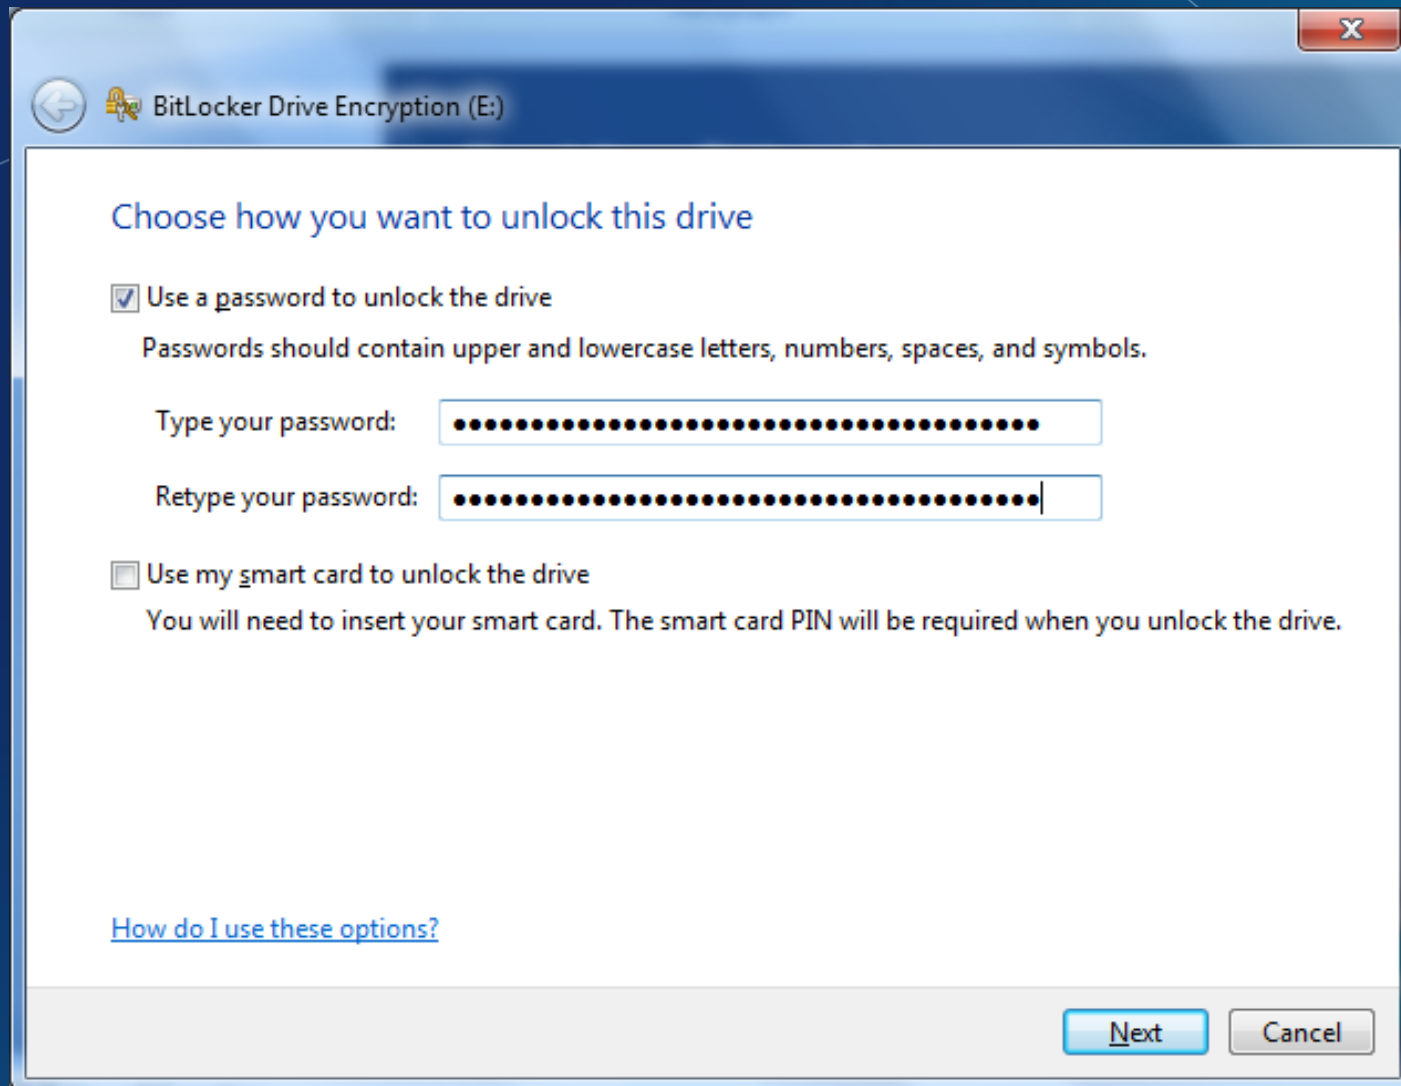 BitLocker Drive Encryption (E:)
Choose how you want to unlock this drive
Use a password to unlock the drive
Passwords should contain upper and lowercase letters, numbers, spaces, and symbols.
Type your password: ••••••••••••••••••••••••••••••••••••••
Retype your password: ••••••••••••••••••••••••••••••••••••••
Use my smart card to unlock the drive
You will need to insert your smart card. The smart card PIN will be required when you unlock the drive.
How do I use these options?
Next Cancel